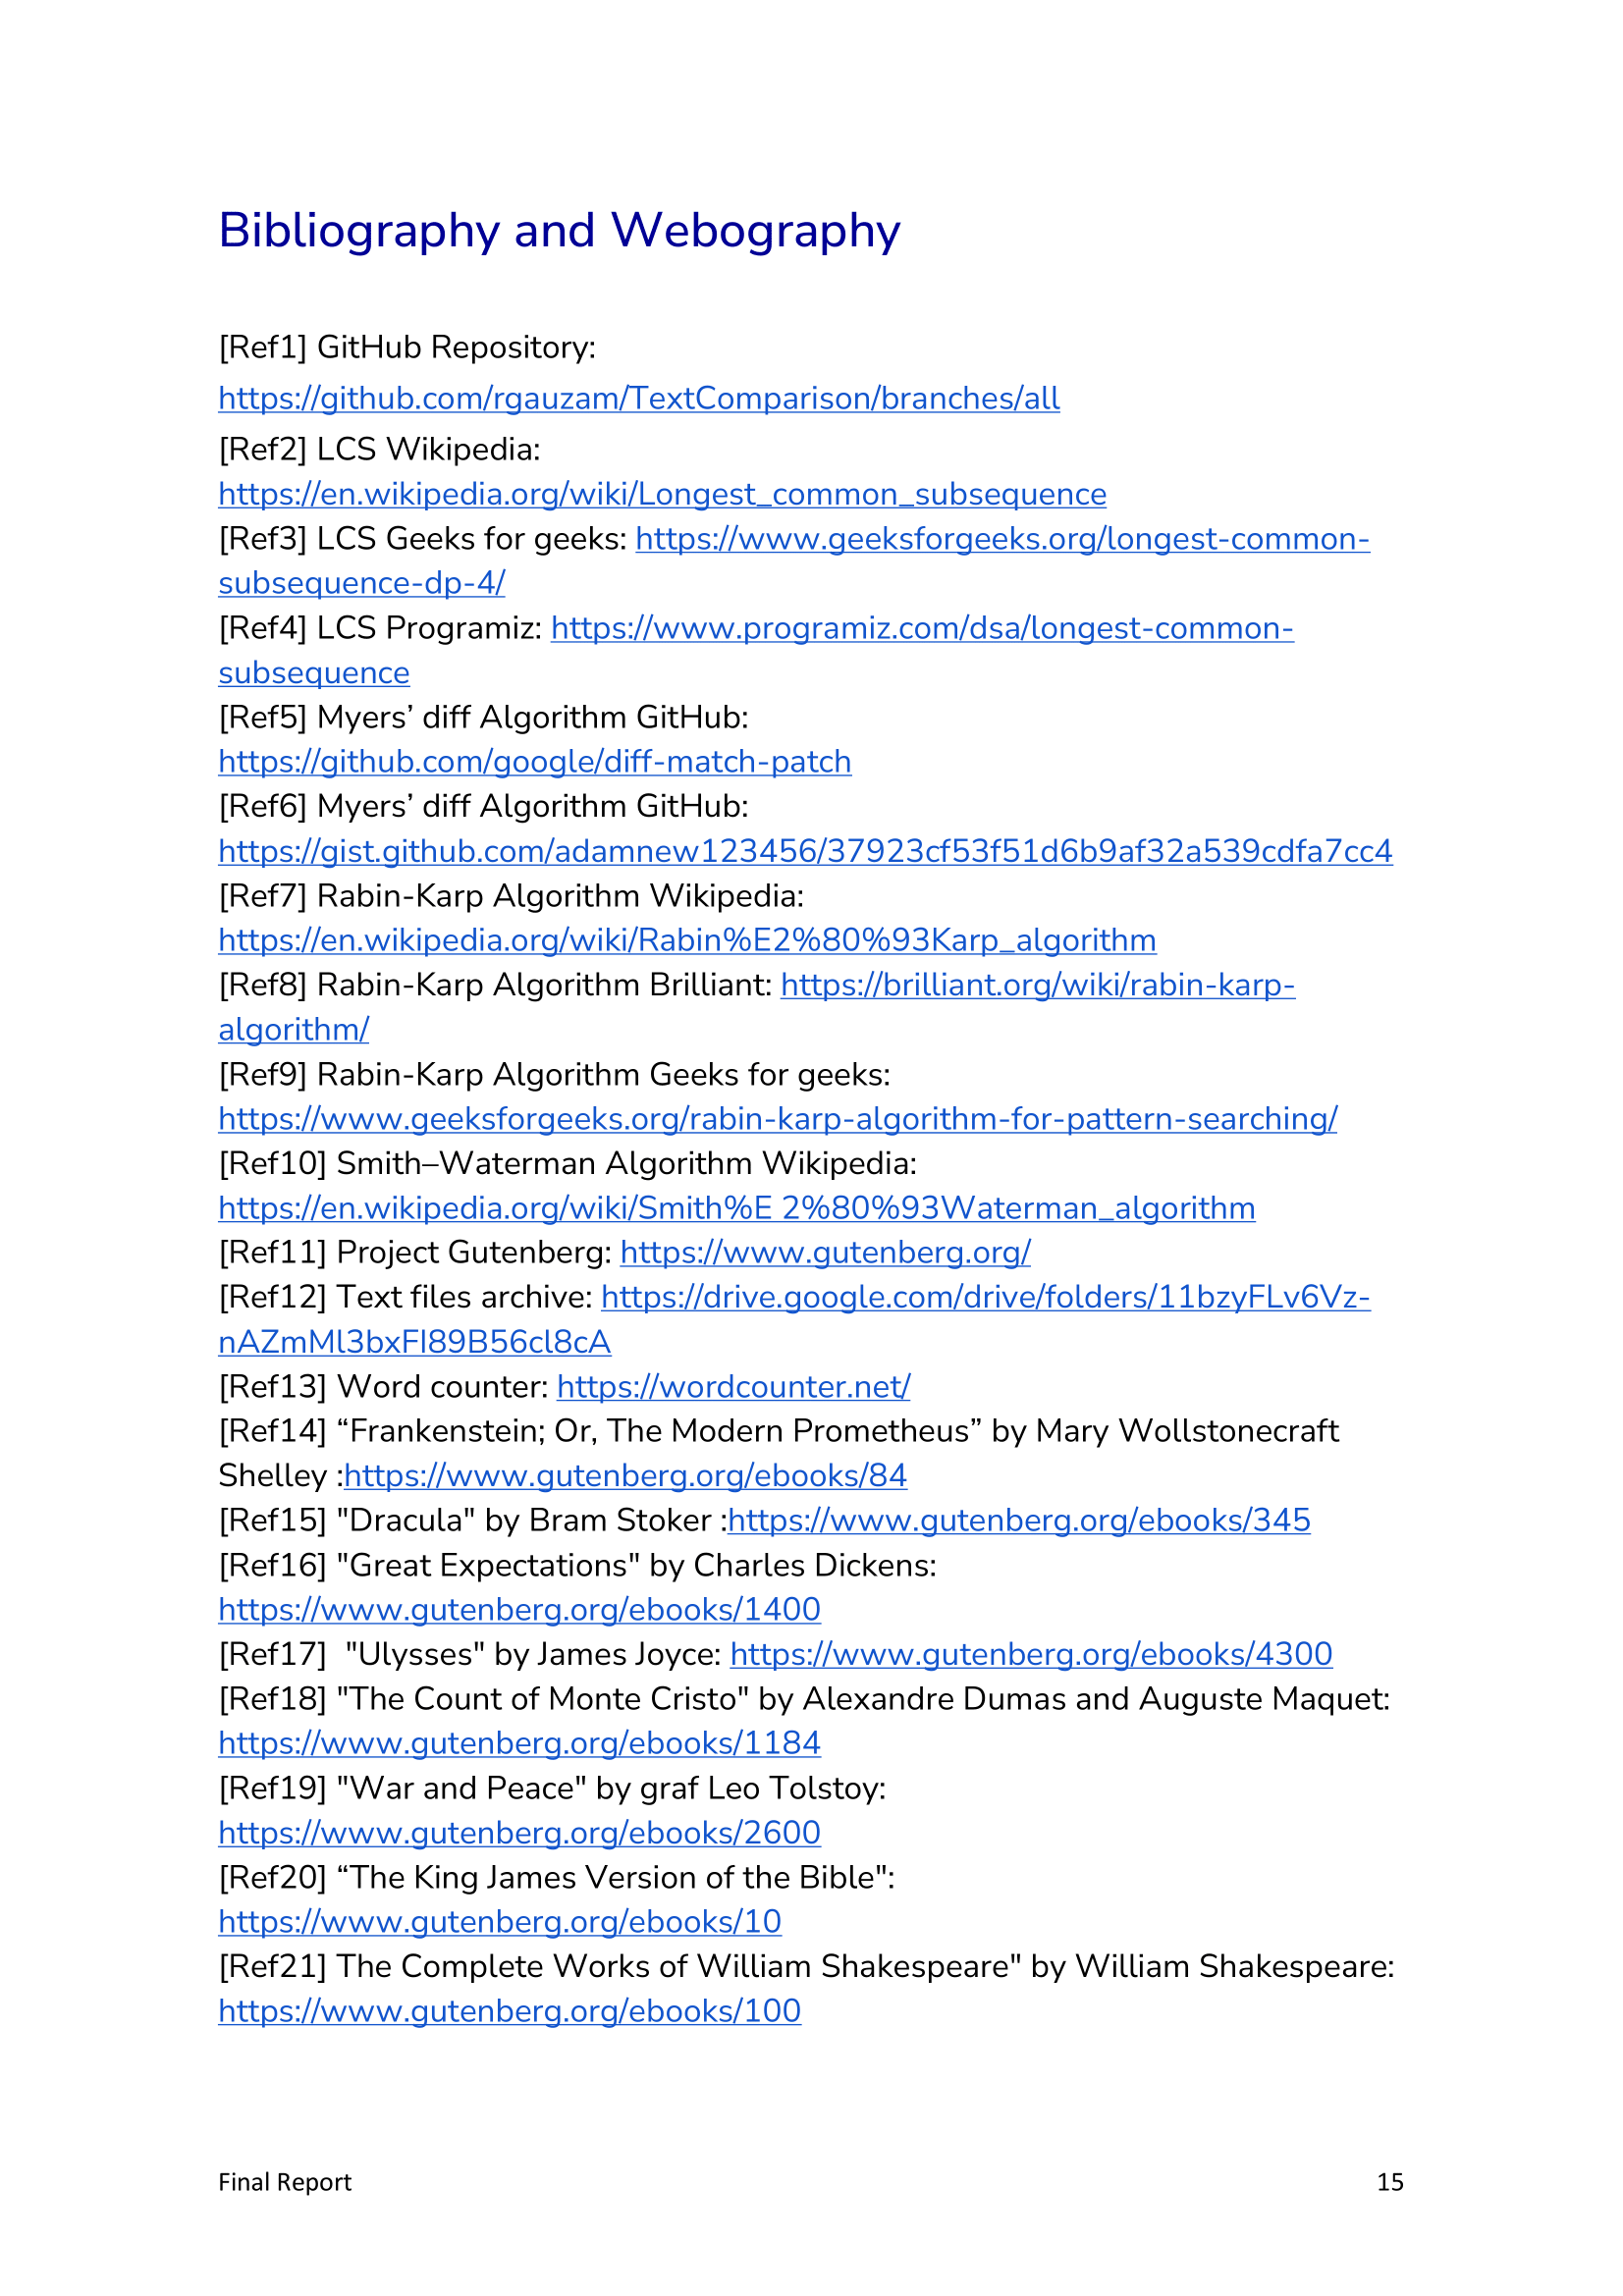 Bibliography and Webography
[Ref1] GitHub Repository:
https://github.com/rgauzam/TextComparison/branches/all
[Ref2] LCS Wikipedia:
https://en.wikipedia.org/wiki/Longest_common_subsequence
[Ref3] LCS Geeks for geeks: https://www.geeksforgeeks.org/longest-common-
subsequence-dp-4/
[Ref4] LCS Programiz: https://www.programiz.com/dsa/longest-common-
subsequence
[Ref5] Myers’ diff Algorithm GitHub:
https://github.com/google/diff-match-patch
[Ref6] Myers’ diff Algorithm GitHub:
https://gist.github.com/adamnew123456/37923cf53f51d6b9af32a539cdfa7cc4
[Ref7] Rabin-Karp Algorithm Wikipedia:
https://en.wikipedia.org/wiki/Rabin%E2%80%93Karp_algorithm
[Ref8] Rabin-Karp Algorithm Brilliant: https://brilliant.org/wiki/rabin-karp-
algorithm/
[Ref9] Rabin-Karp Algorithm Geeks for geeks:
https://www.geeksforgeeks.org/rabin-karp-algorithm-for-pattern-searching/
[Ref10] Smith–Waterman Algorithm Wikipedia:
https://en.wikipedia.org/wiki/Smith%E 2%80%93Waterman_algorithm
[Ref11] Project Gutenberg: https://www.gutenberg.org/
[Ref12] Text files archive: https://drive.google.com/drive/folders/11bzyFLv6Vz-
nAZmMl3bxFI89B56cl8cA
[Ref13] Word counter: https://wordcounter.net/
[Ref14] “Frankenstein; Or, The Modern Prometheus” by Mary Wollstonecraft
Shelley :https://www.gutenberg.org/ebooks/84
[Ref15] "Dracula" by Bram Stoker :https://www.gutenberg.org/ebooks/345
[Ref16] "Great Expectations" by Charles Dickens:
https://www.gutenberg.org/ebooks/1400
[Ref17]  "Ulysses" by James Joyce: https://www.gutenberg.org/ebooks/4300
[Ref18] "The Count of Monte Cristo" by Alexandre Dumas and Auguste Maquet:
https://www.gutenberg.org/ebooks/1184
[Ref19] "War and Peace" by graf Leo Tolstoy:
https://www.gutenberg.org/ebooks/2600
[Ref20] “The King James Version of the Bible":
https://www.gutenberg.org/ebooks/10
[Ref21] The Complete Works of William Shakespeare" by William Shakespeare:
https://www.gutenberg.org/ebooks/100
Final Report 15